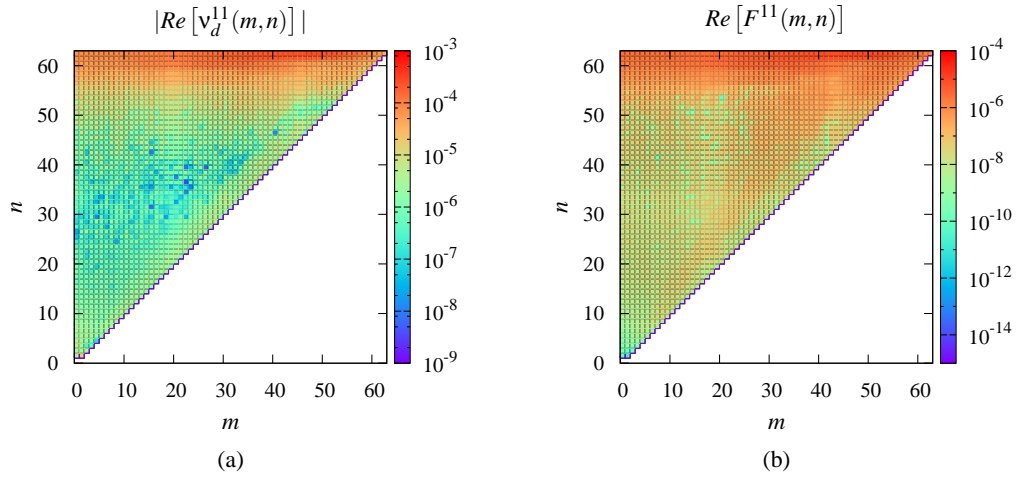 |Re [ν_d^{11}(m,n)] |
60
50
40
30
20
10
0
n
0 10 20 30 40 50 60
m
10^{-3}
10^{-4}
10^{-5}
10^{-6}
10^{-7}
10^{-8}
10^{-9}
(a)
Re [F^{11}(m,n)]
60
50
40
30
20
10
0
n
0 10 20 30 40 50 60
m
10^{-4}
10^{-6}
10^{-8}
10^{-10}
10^{-12}
10^{-14}
(b)